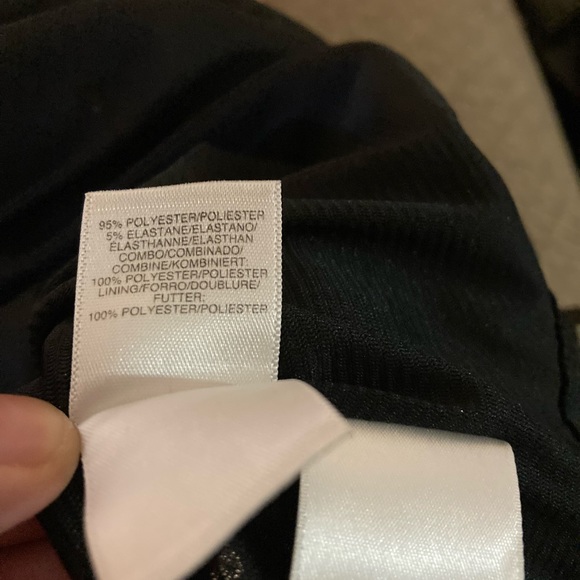 95% POLYESTER/POLIESTER
5% ELASTANE/ELASTANO/
ÉLASTHANNE/ELASTHAN
COMBO/COMBINADO/
COMBINE/KOMBINIERT:
100% POLYESTER/POLIESTER
LINING/FORRO/DOUBLURE/
FUTTER:
100% POLYESTER/POLIESTER